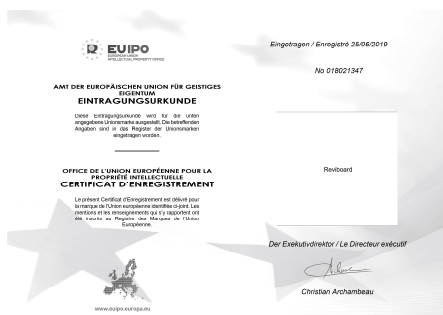 EUIPO
EUROPEAN UNION
INTELLECTUAL PROPERTY OFFICE
AMT DER EUROPÄISCHEN UNION FÜR GEISTIGES
EIGENTUM
EINTRAGUNGSURKUNDE
Diese Eintragungsurkunde wird für die unten
angegebene Unionsmarke ausgestellt. Die betreffenden
Angaben sind in das Register der Unionsmarken
eingetragen worden.
OFFICE DE L'UNION EUROPÉENNE POUR LA
PROPRIÉTÉ INTELLECTUELLE
CERTIFICAT D'ENREGISTREMENT
Le présent Certificat d'Enregistrement est délivré pour
la marque de l'Union européenne identifiée ci-joint. Les
mentions et les renseignements qui s'y rapportent ont
été inscrits au Registre des Marques de l'Union
Européenne.
www.euipo.europa.eu
Eingetragen / Enregistré 25/06/2019
No 018021347
Reviboard
Der Exekutivdirektor / Le Directeur exécutif
Christian Archambeau